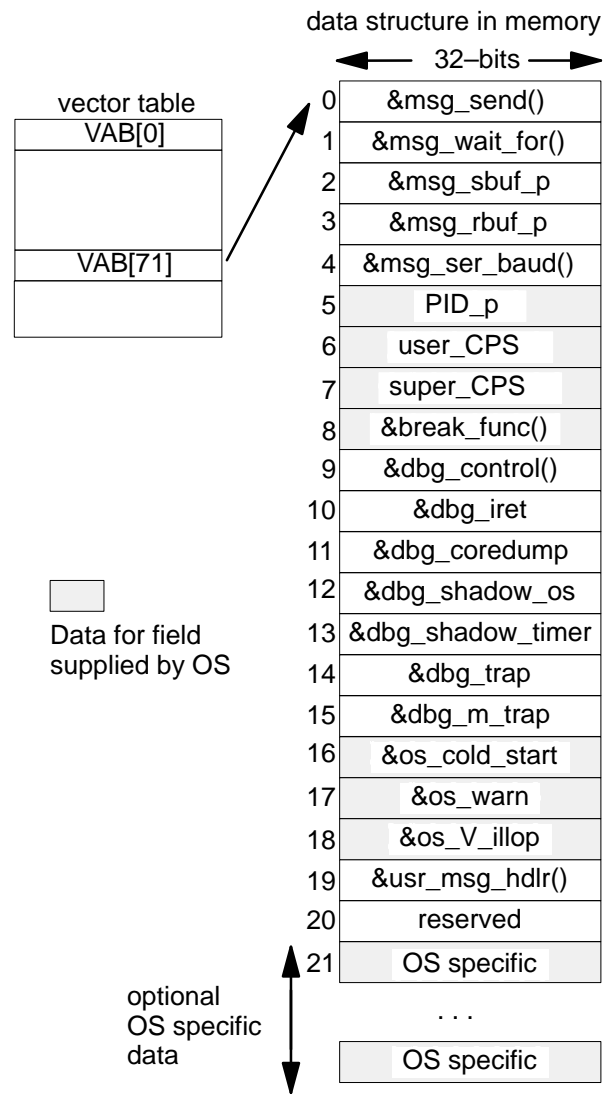 data structure in memory
32–bits
vector table
VAB[0]
VAB[71]
0 &msg_send()
1 &msg_wait_for()
2 &msg_sbuf_p
3 &msg_rbuf_p
4 &msg_ser_baud()
5 PID_p
6 user_CPS
7 super_CPS
8 &break_func()
9 &dbg_control()
10 &dbg_iret
11 &dbg_coredump
12 &dbg_shadow_os
13 &dbg_shadow_timer
14 &dbg_trap
15 &dbg_m_trap
16 &os_cold_start
17 &os_warn
18 &os_V_illop
19 &usr_msg_hdlr()
20 reserved
21 OS specific
. . .
OS specific
Data for field
supplied by OS
optional
OS specific
data